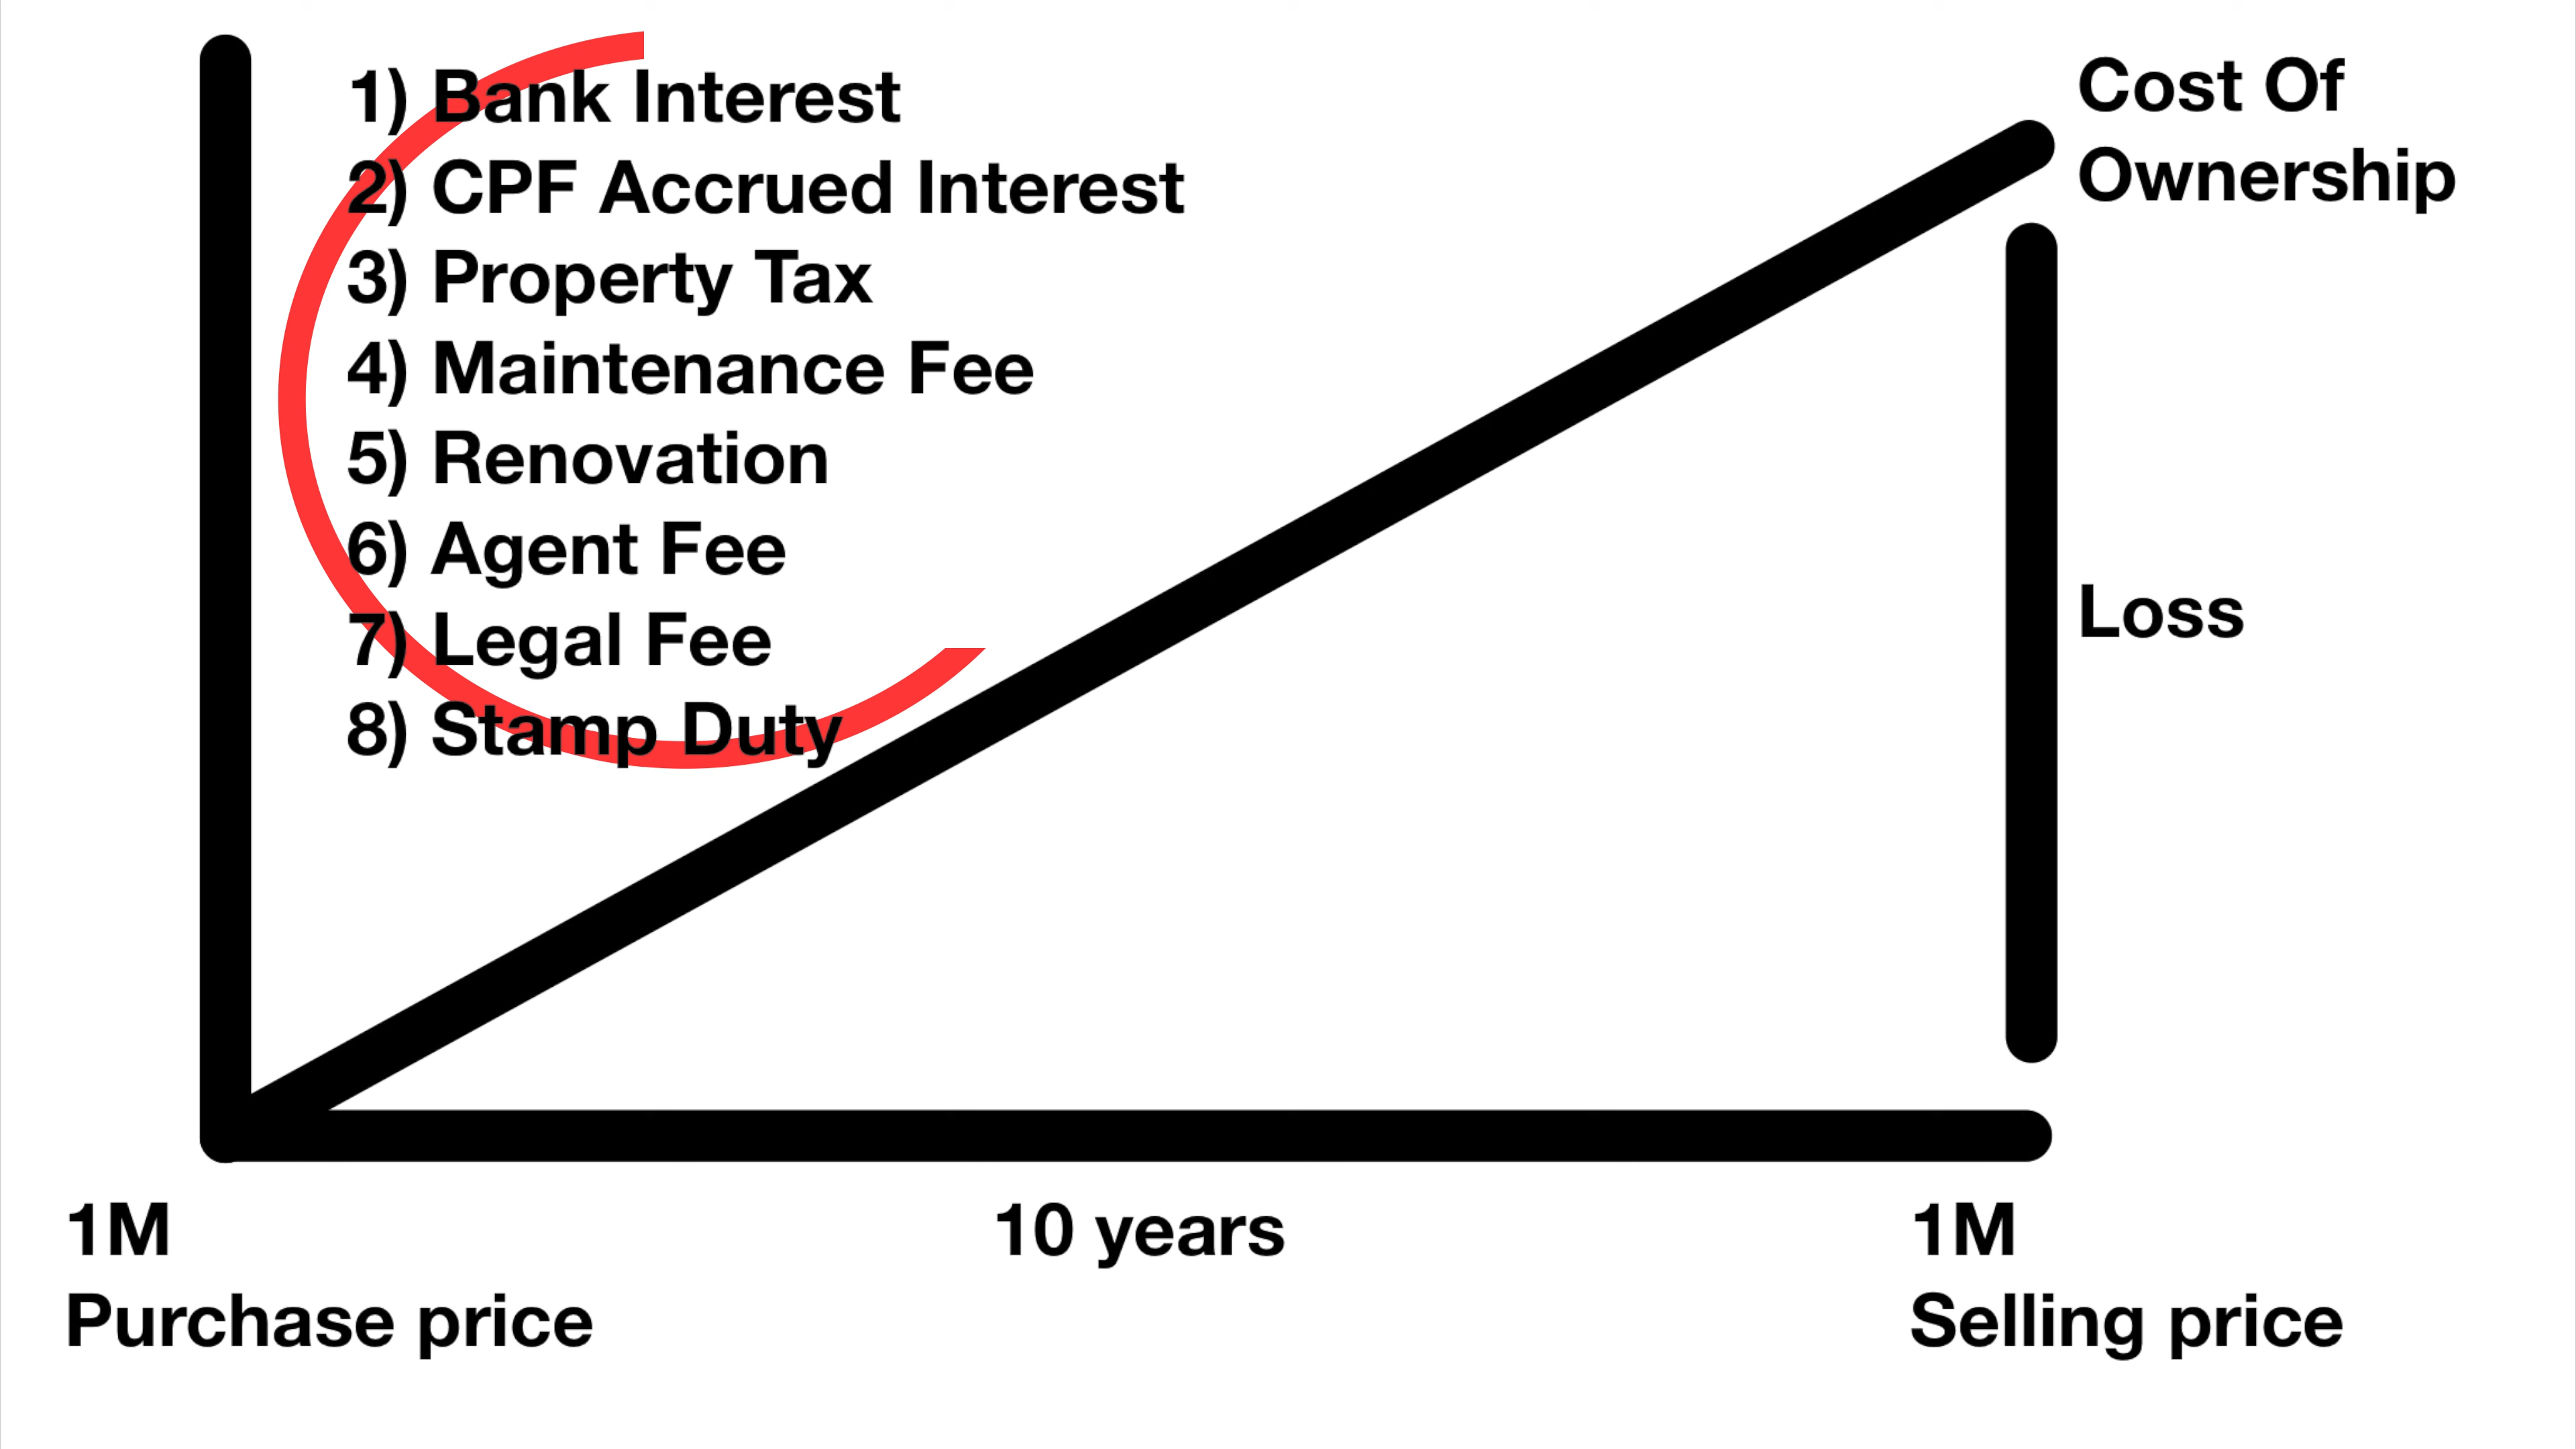 1) Bank Interest
2) CPF Accrued Interest
3) Property Tax
4) Maintenance Fee
5) Renovation
6) Agent Fee
7) Legal Fee
8) Stamp Duty
Cost Of
Ownership
Loss
1M
Purchase price
10 years
1M
Selling price